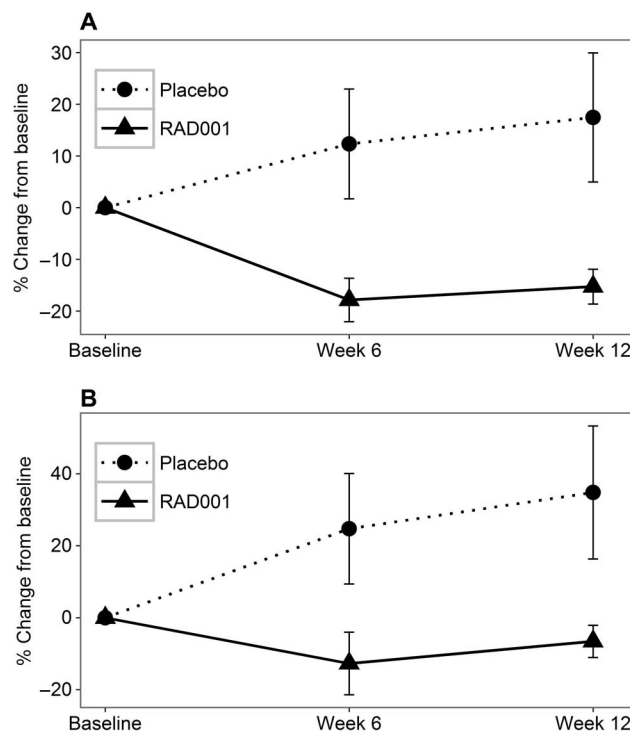 A
% Change from baseline
30
20
10
0
−10
−20
Placebo
RAD001
Baseline Week 6 Week 12
B
% Change from baseline
40
20
0
−20
Placebo
RAD001
Baseline Week 6 Week 12